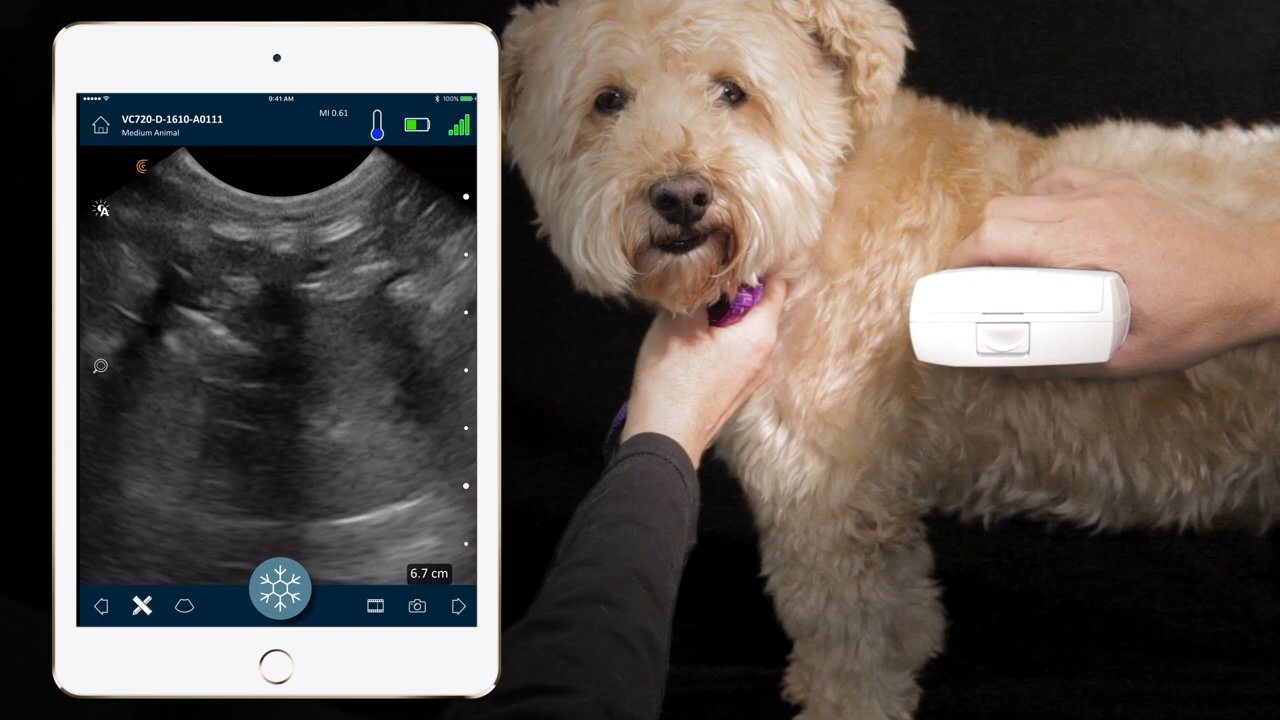 9:41 AM
100%
VC720-D-1610-A0111
Medium Animal
MI 0.61
A
6.7 cm